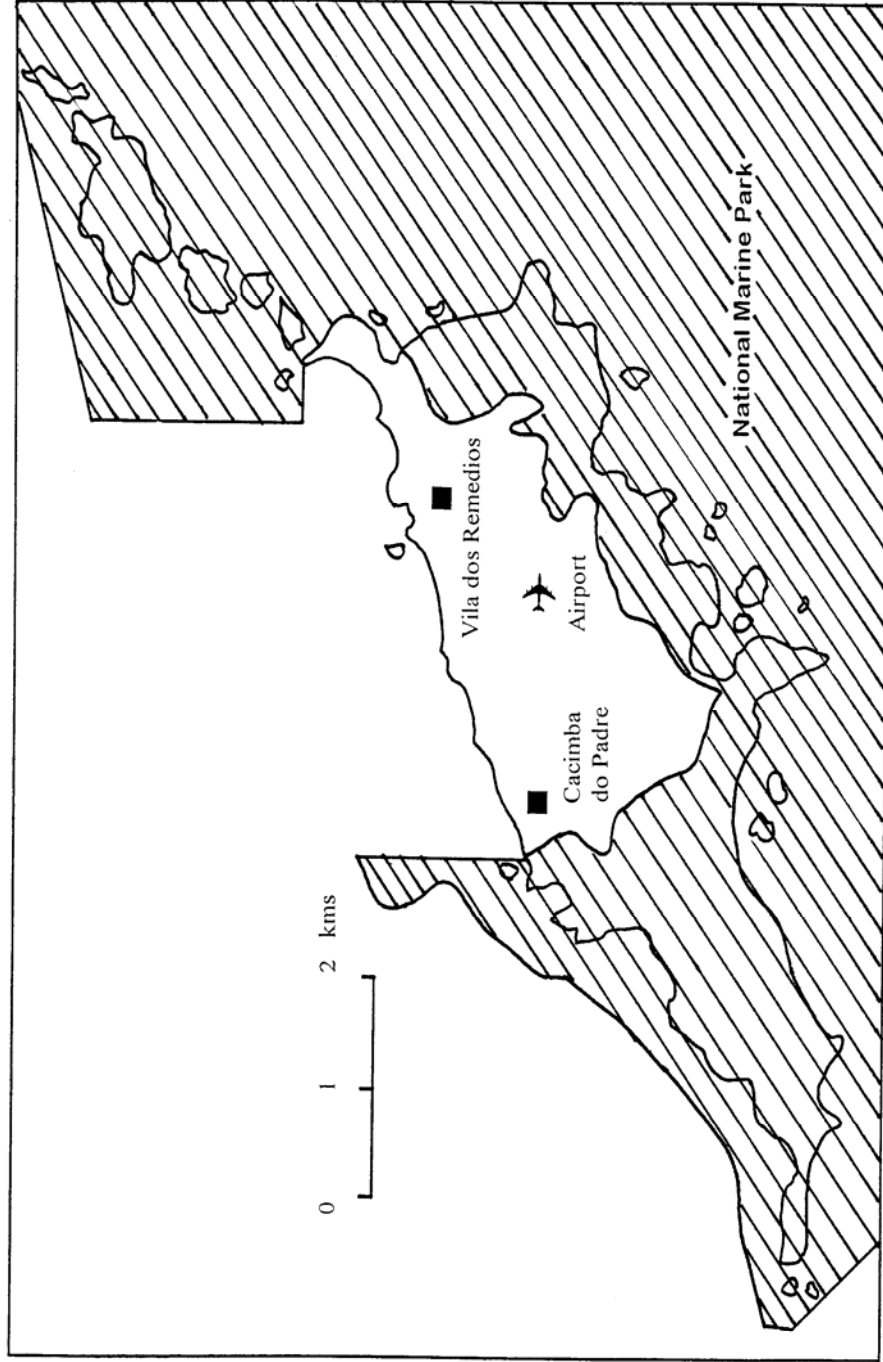 0 1 2 kms
Cacimba
do Padre
Vila dos Remedios
Airport
National Marine Park